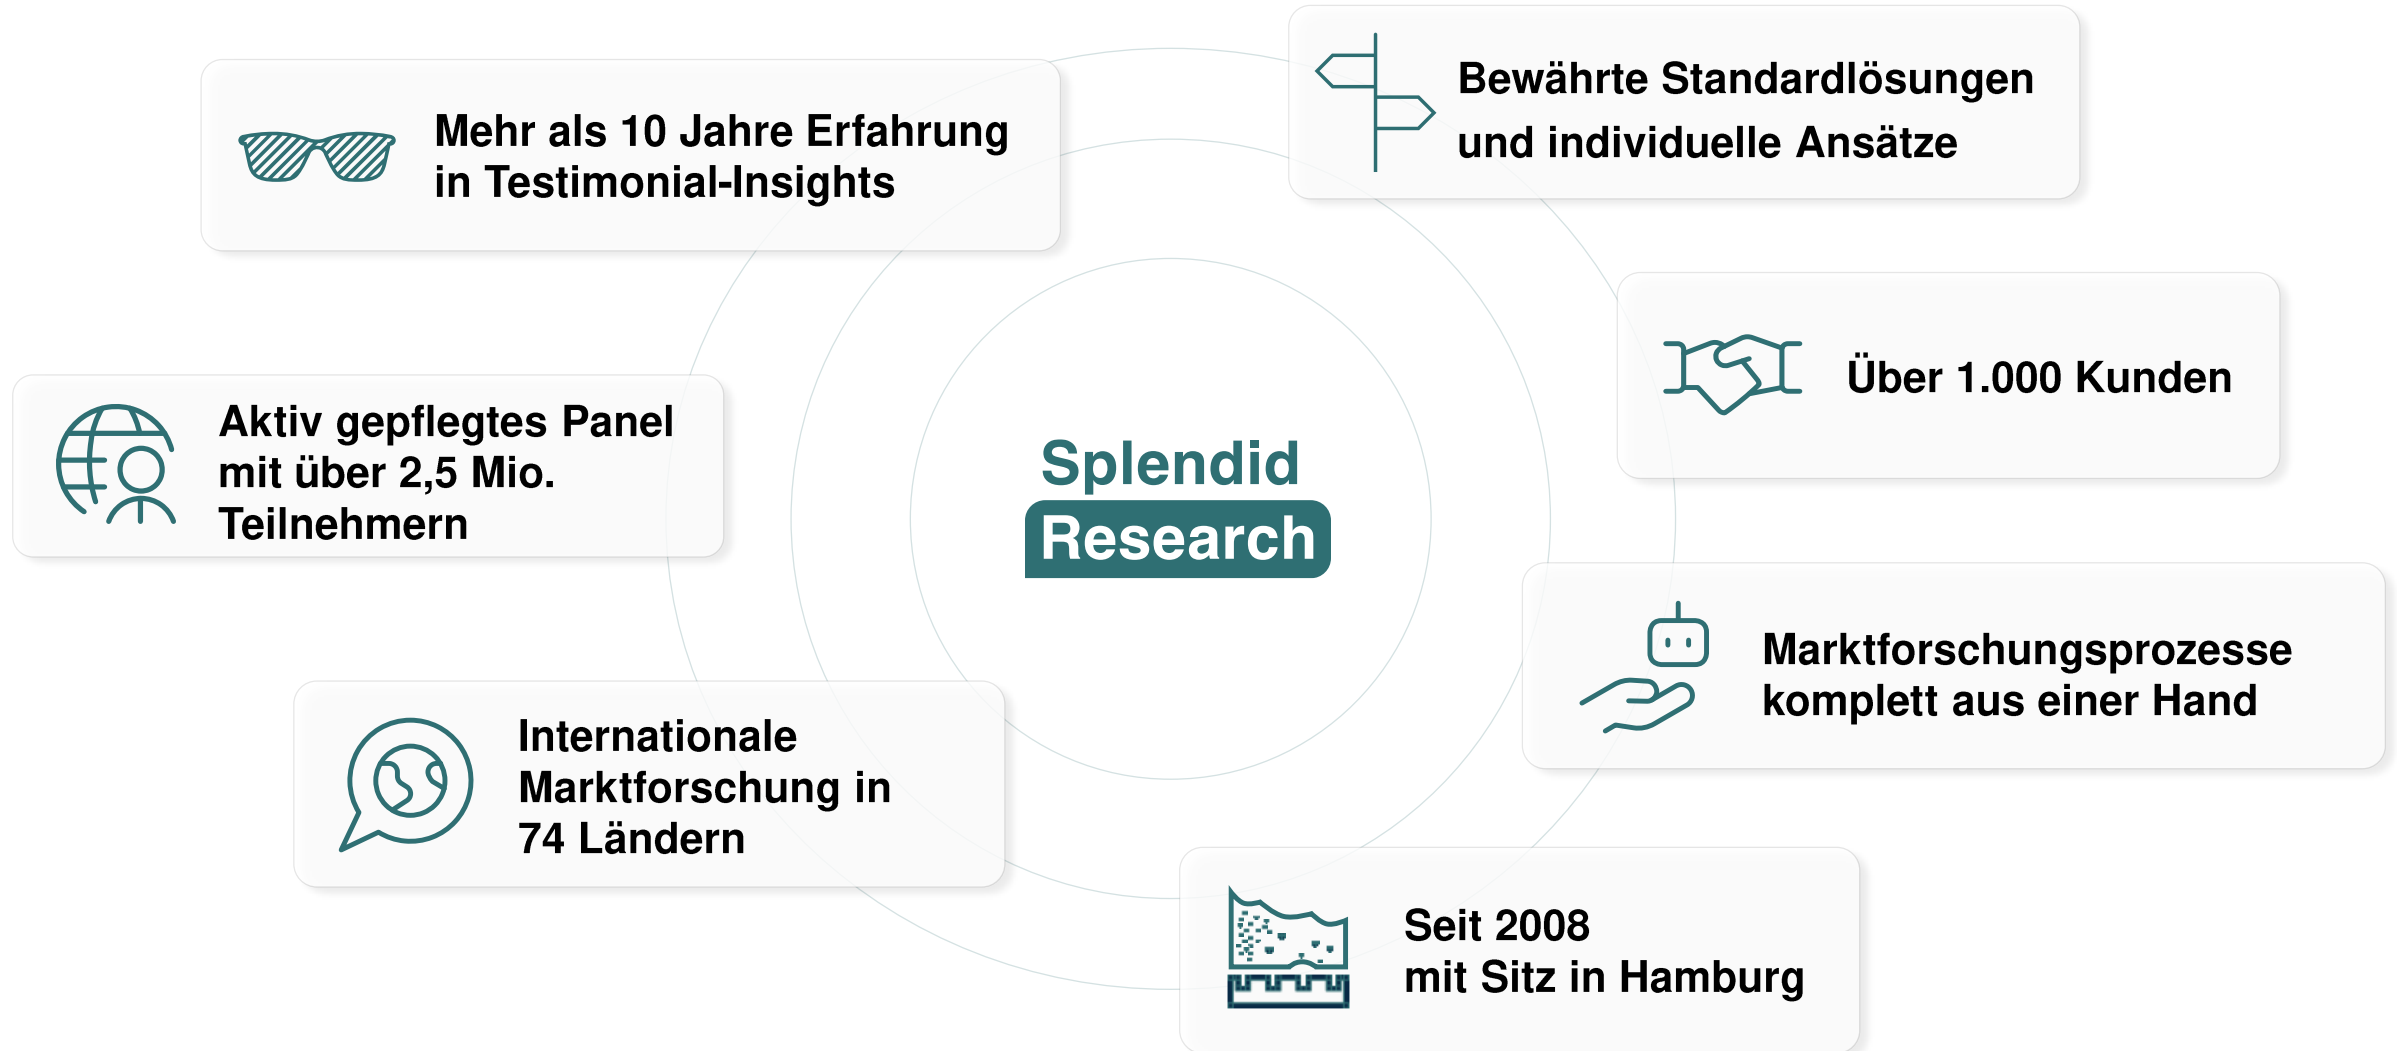 Mehr als 10 Jahre Erfahrung
in Testimonial-Insights
Bewährte Standardlösungen
und individuelle Ansätze
Über 1.000 Kunden
Aktiv gepflegtes Panel
mit über 2,5 Mio.
Teilnehmern
Splendid
Research
Marktforschungsprozesse
komplett aus einer Hand
Internationale
Marktforschung in
74 Ländern
Seit 2008
mit Sitz in Hamburg